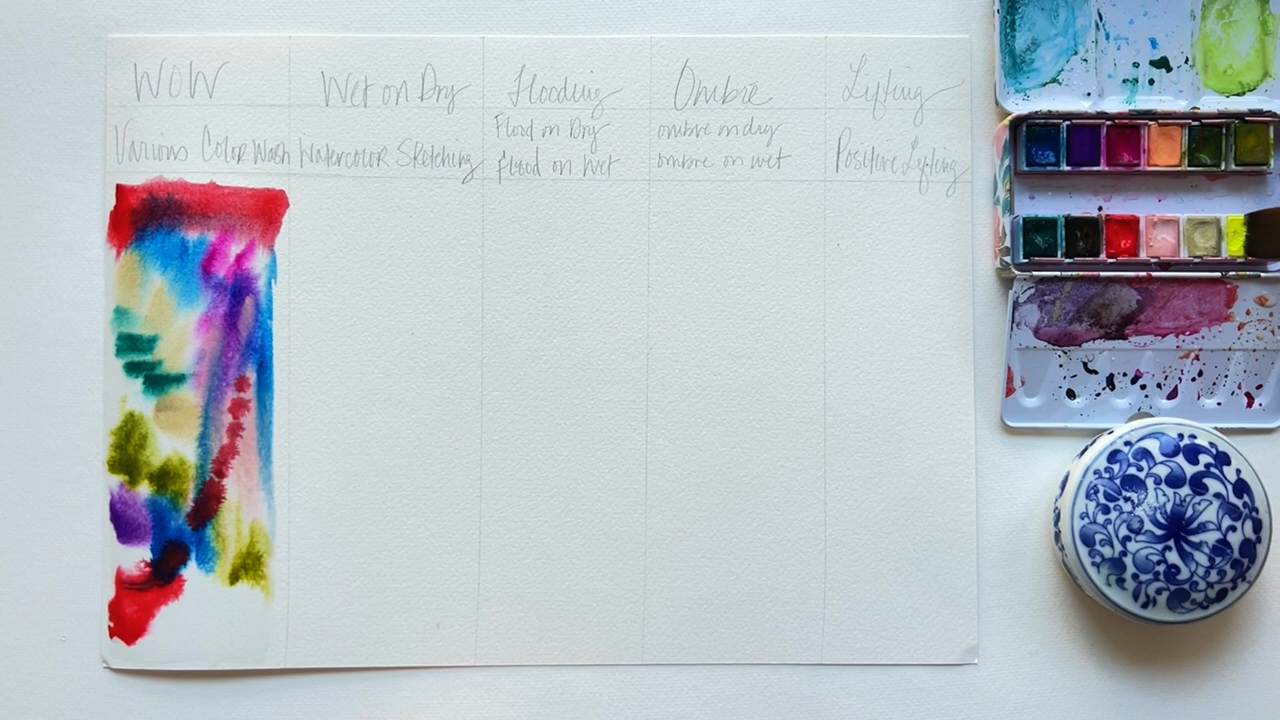 WOW
Wet on Dry
Flooding
Ombre
Lifting
Various Color Wash
Watercolor Sketching
Flood on Dry
Flood on Wet
ombre on dry
ombre on wet
Positive Lifting